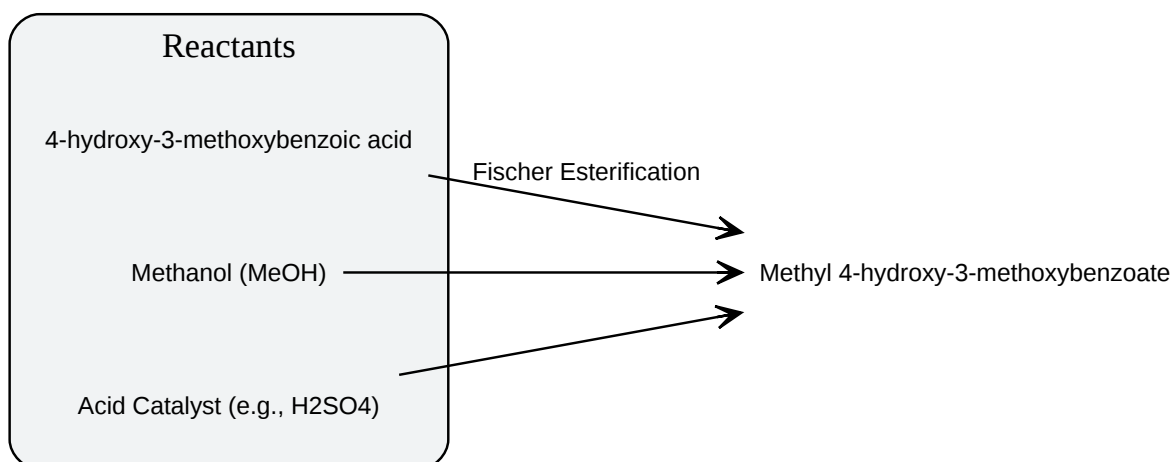 Reactants
4-hydroxy-3-methoxybenzoic acid
Fischer Esterification
Methanol (MeOH)
Methyl 4-hydroxy-3-methoxybenzoate
Acid Catalyst (e.g., H2SO4)